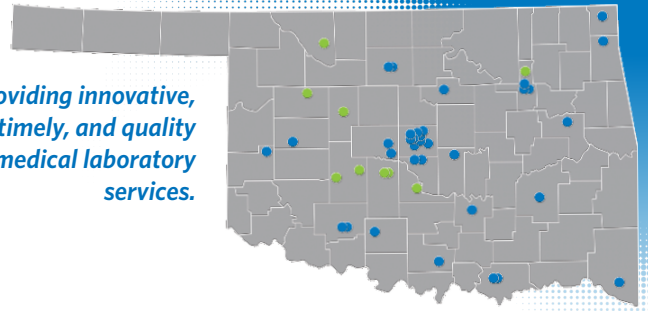 oviding innovative,
timely, and quality
medical laboratory
services.